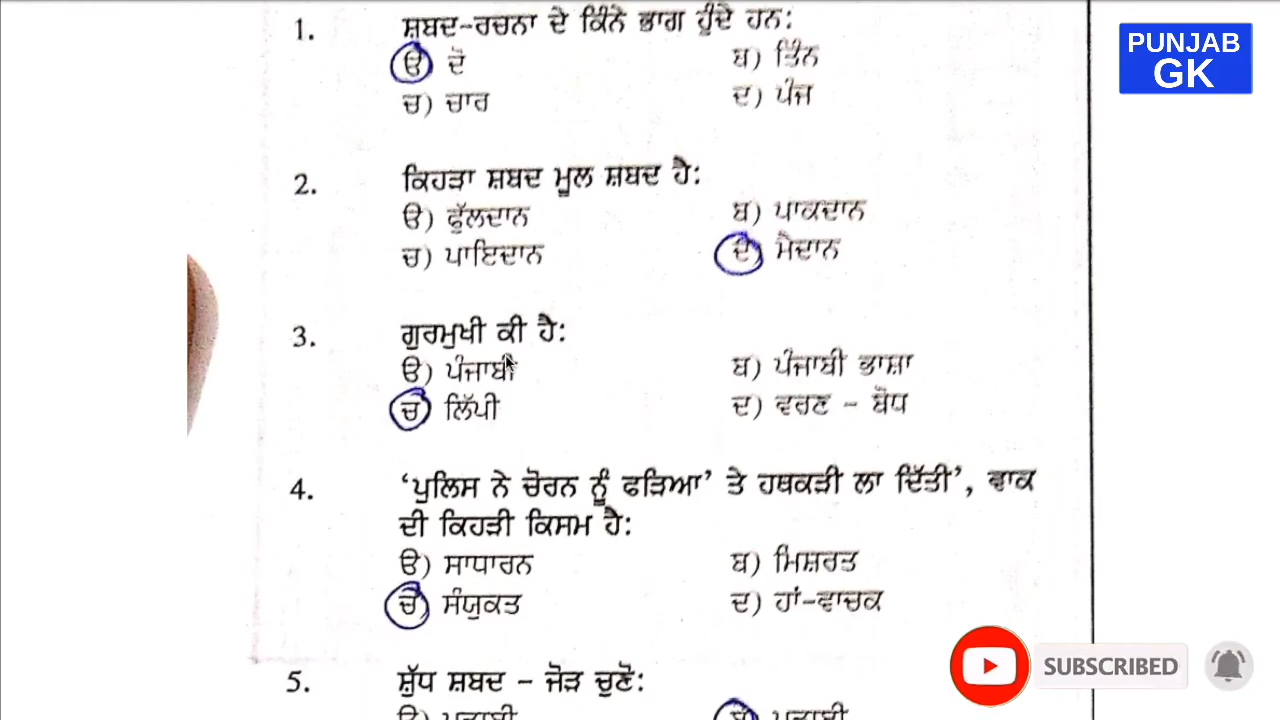 PUNJAB
GK
1. ਸ਼ਬਦ-ਰਚਨਾ ਦੇ ਕਿੰਨੇ ਭਾਗ ਹੁੰਦੇ ਹਨ:
ੳ) ਦੋ ਬ) ਤਿੰਨ
ਚ) ਚਾਰ ਦ) ਪੰਜ
2. ਕਿਹੜਾ ਸ਼ਬਦ ਮੂਲ ਸ਼ਬਦ ਹੈ:
ੳ) ਫੁੱਲਦਾਨ ਬ) ਪਾਕਦਾਨ
ਚ) ਪਾਇਦਾਨ ਦ) ਮੈਦਾਨ
3. ਗੁਰਮੁਖੀ ਕੀ ਹੈ:
ੳ) ਪੰਜਾਬੀ ਬ) ਪੰਜਾਬੀ ਭਾਸ਼ਾ
ਚ) ਲਿੱਪੀ ਦ) ਵਰਣ - ਬੋਧ
4. 'ਪੁਲਿਸ ਨੇ ਚੋਰਨ ਨੂੰ ਫੜਿਆ' ਤੇ ਹਥਕੜੀ ਲਾ ਦਿੱਤੀ', ਵਾਕ
ਦੀ ਕਿਹੜੀ ਕਿਸਮ ਹੈ:
ੳ) ਸਾਧਾਰਨ ਬ) ਮਿਸ਼ਰਤ
ਚ) ਸੰਯੁਕਤ ਦ) ਹਾਂ-ਵਾਚਕ
5. ਸ਼ੁੱਧ ਸ਼ਬਦ - ਜੋੜ ਚੁਣੋ:
SUBSCRIBED